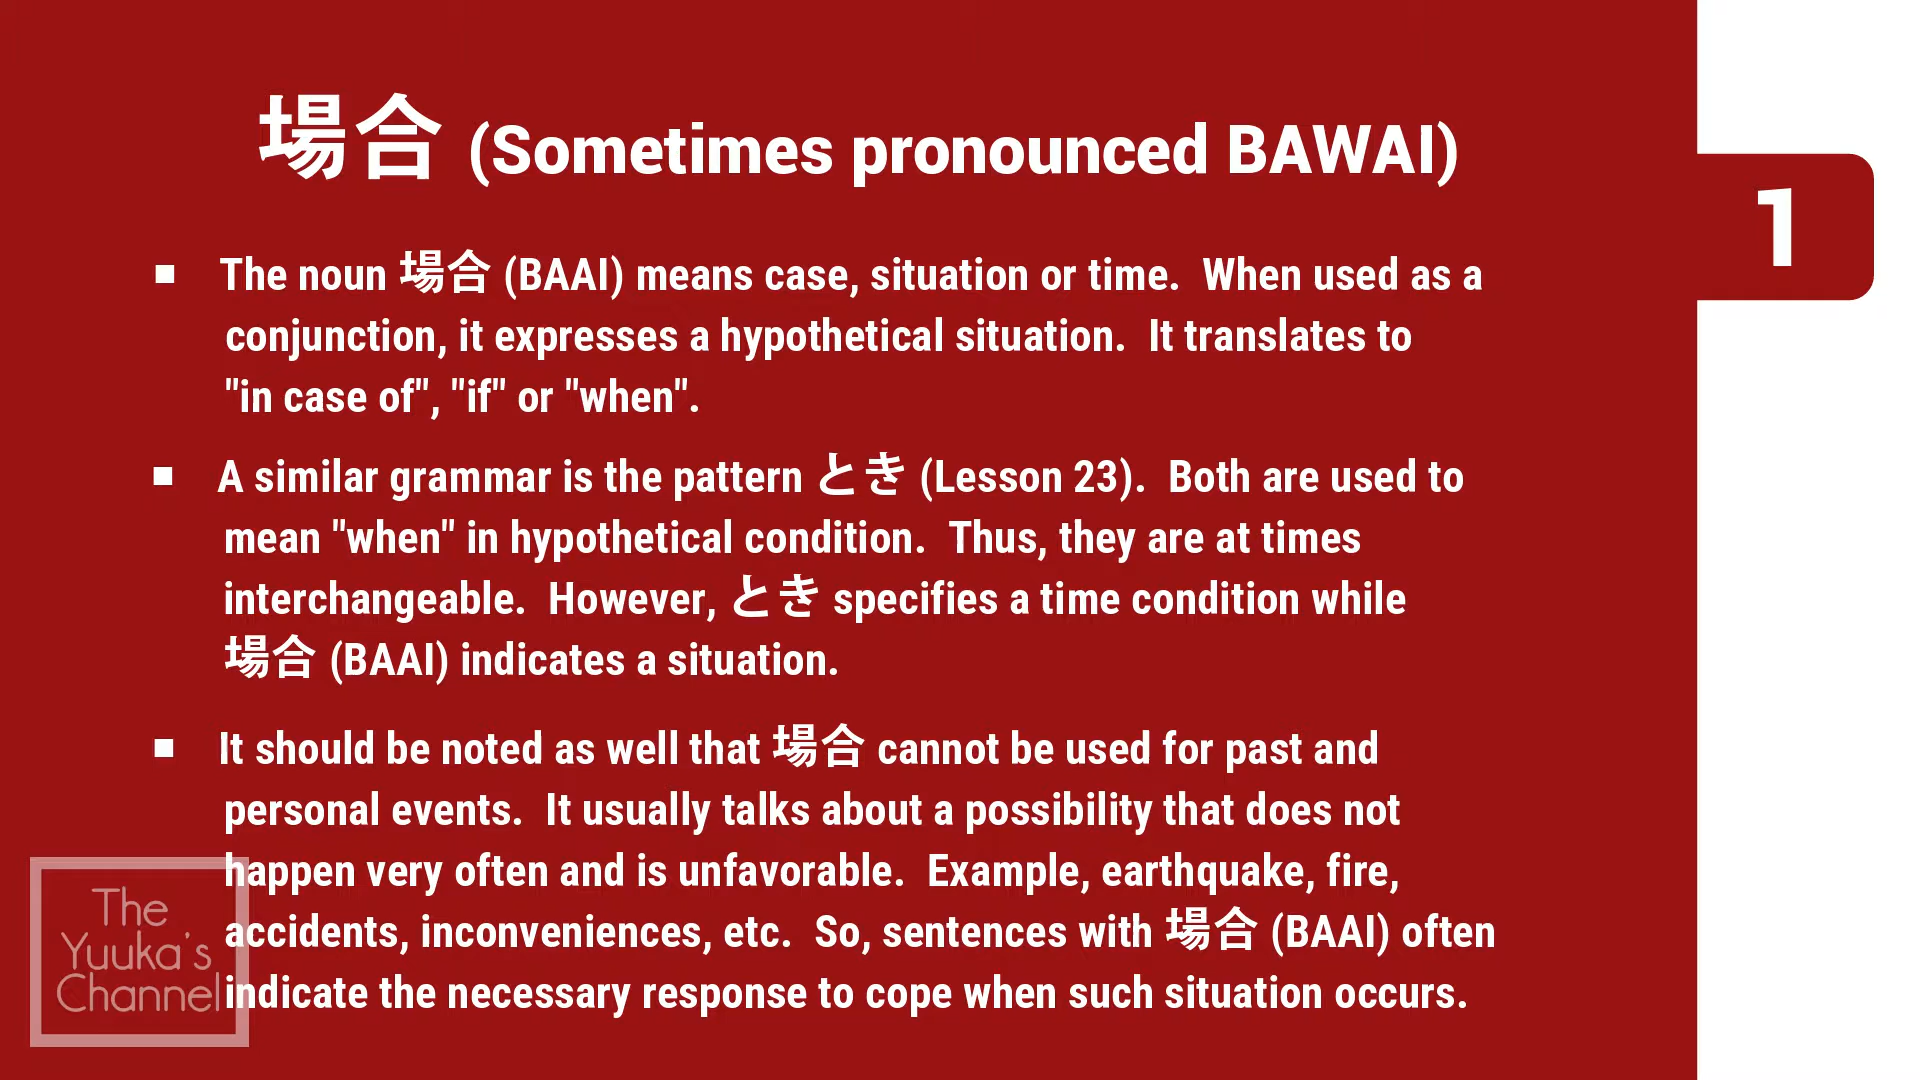 場合 (Sometimes pronounced BAWAI)
1
■ The noun 場合 (BAAI) means case, situation or time. When used as a
conjunction, it expresses a hypothetical situation. It translates to
"in case of", "if" or "when".
■ A similar grammar is the pattern とき (Lesson 23). Both are used to
mean "when" in hypothetical condition. Thus, they are at times
interchangeable. However, とき specifies a time condition while
場合 (BAAI) indicates a situation.
■ It should be noted as well that 場合 cannot be used for past and
personal events. It usually talks about a possibility that does not
happen very often and is unfavorable. Example, earthquake, fire,
accidents, inconveniences, etc. So, sentences with 場合 (BAAI) often
indicate the necessary response to cope when such situation occurs.
The
Yuuka's
Channel